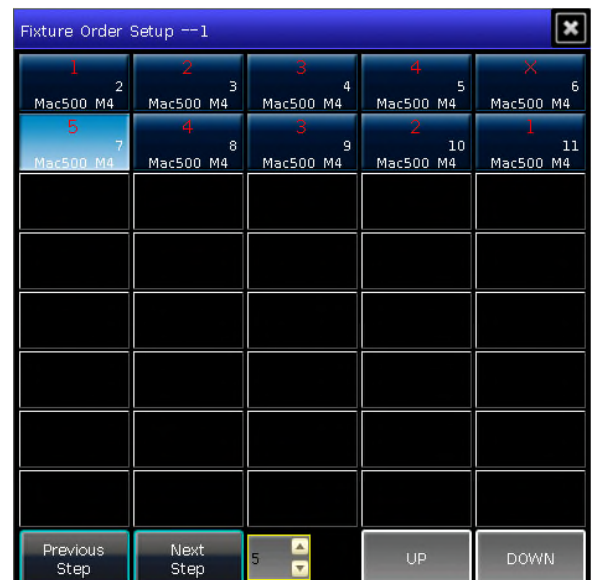 Fixture Order Setup --1
1 2 3 4 X
2 3 4 5 6
Mac500 M4 Mac500 M4 Mac500 M4 Mac500 M4 Mac500 M4
5 4 3 2 1
7 8 9 10 11
Mac500 M4 Mac500 M4 Mac500 M4 Mac500 M4 Mac500 M4
Previous Step
Next Step
5
UP
DOWN